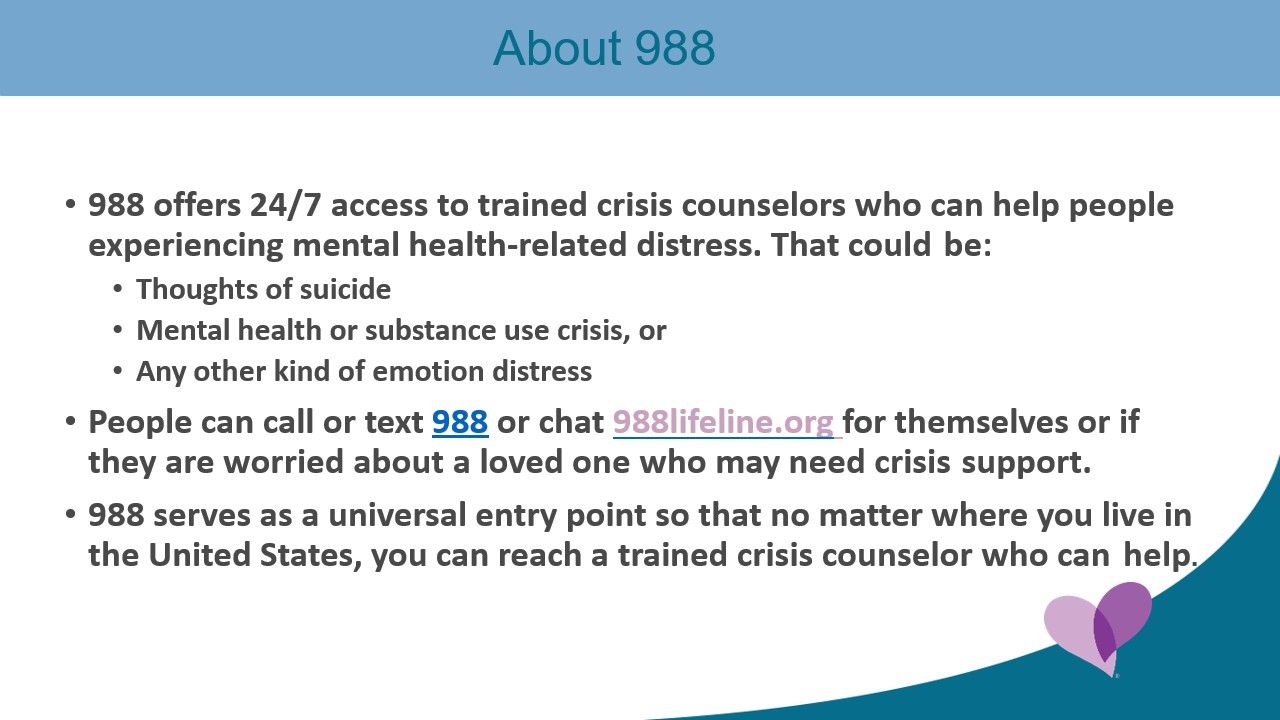 About 988
• 988 offers 24/7 access to trained crisis counselors who can help people
experiencing mental health-related distress. That could be:
• Thoughts of suicide
• Mental health or substance use crisis, or
• Any other kind of emotion distress
• People can call or text 988 or chat 988lifeline.org for themselves or if
they are worried about a loved one who may need crisis support.
• 988 serves as a universal entry point so that no matter where you live in
the United States, you can reach a trained crisis counselor who can help.
®